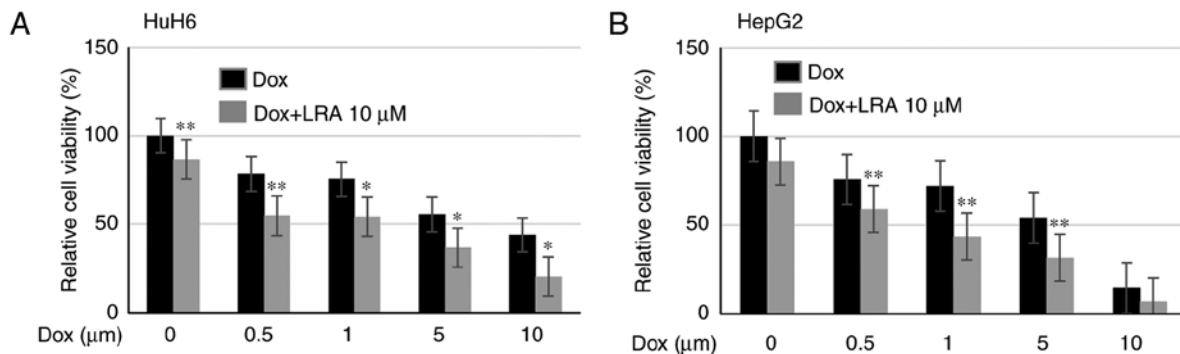 A
HuH6
150
Dox
Dox+LRA 10 μM
100
50
0
Relative cell viability (%)
**
**
*
*
*
Dox (μm)
0 0.5 1 5 10
B
HepG2
150
Dox
Dox+LRA 10 μM
100
50
0
Relative cell viability (%)
**
**
**
Dox (μm)
0 0.5 1 5 10